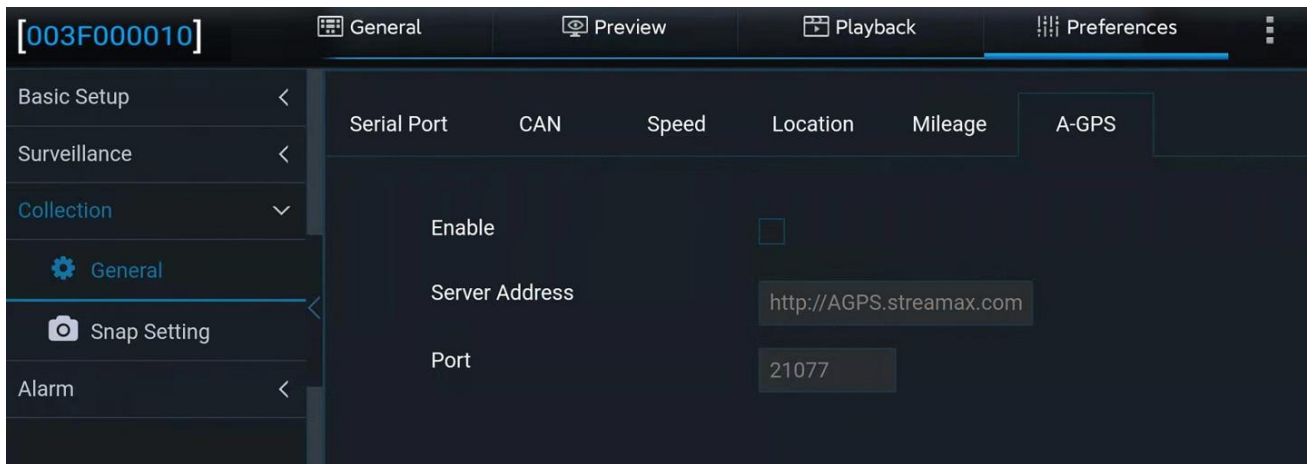 [003F000010]
General
Preview
Playback
Preferences
Basic Setup
Surveillance
Collection
General
Snap Setting
Alarm
Serial Port
CAN
Speed
Location
Mileage
A-GPS
Enable
Server Address
http://AGPS.streamax.com
Port
21077